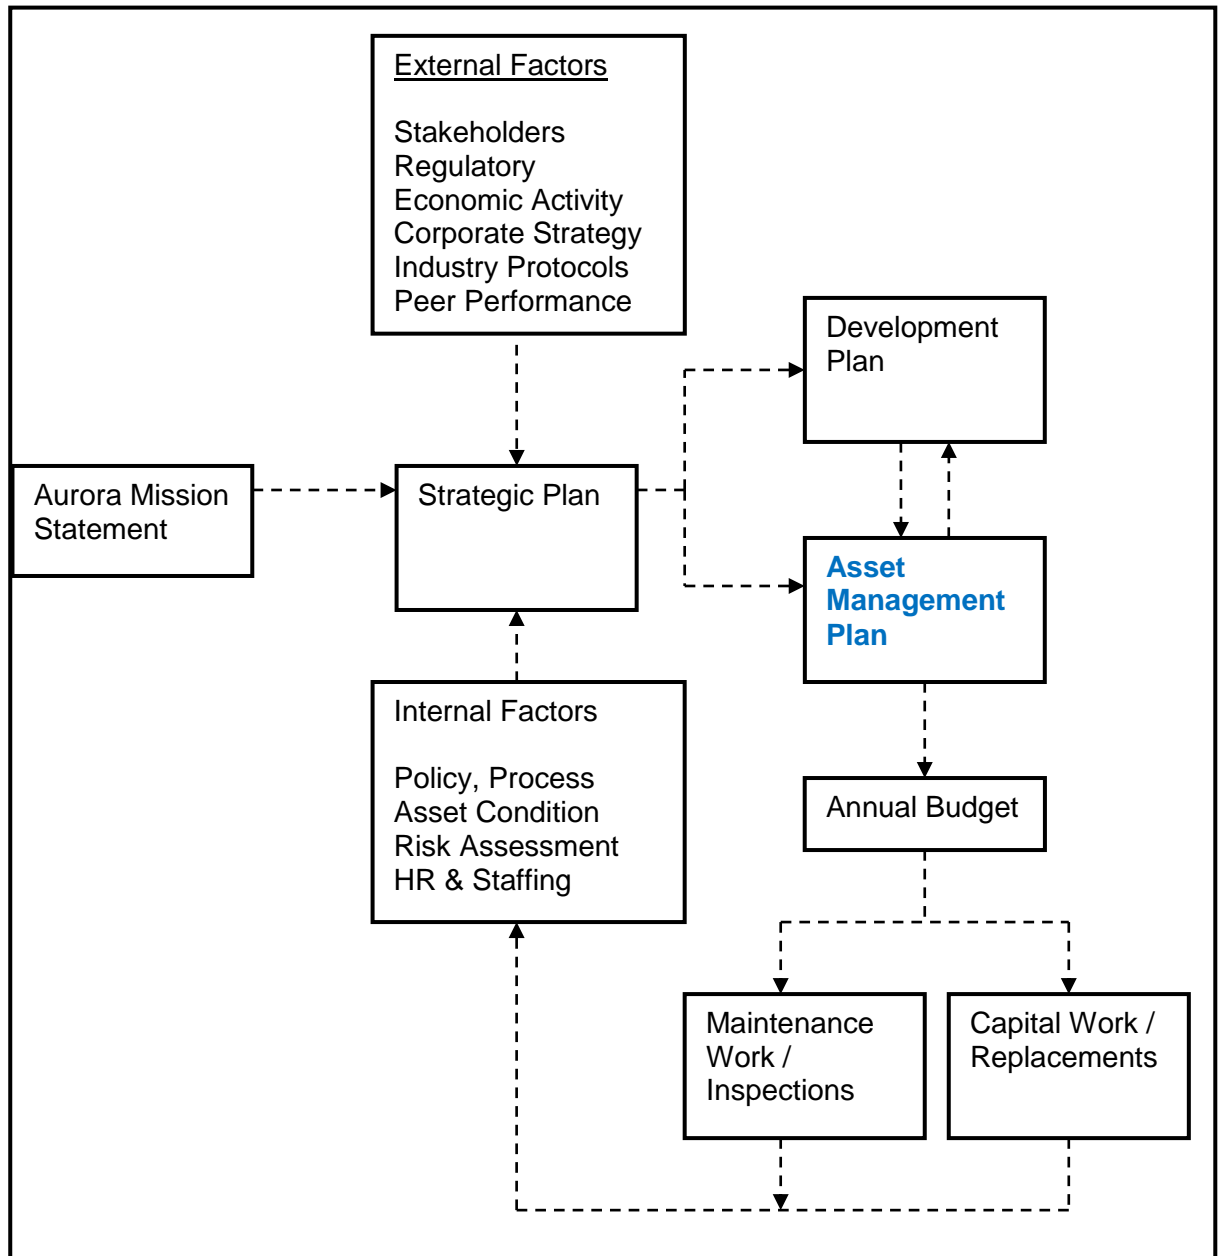 External Factors
Stakeholders
Regulatory
Economic Activity
Corporate Strategy
Industry Protocols
Peer Performance
Development
Plan
Aurora Mission
Statement
Strategic Plan
Asset
Management
Plan
Internal Factors
Policy, Process
Asset Condition
Risk Assessment
HR & Staffing
Annual Budget
Maintenance
Work /
Inspections
Capital Work /
Replacements